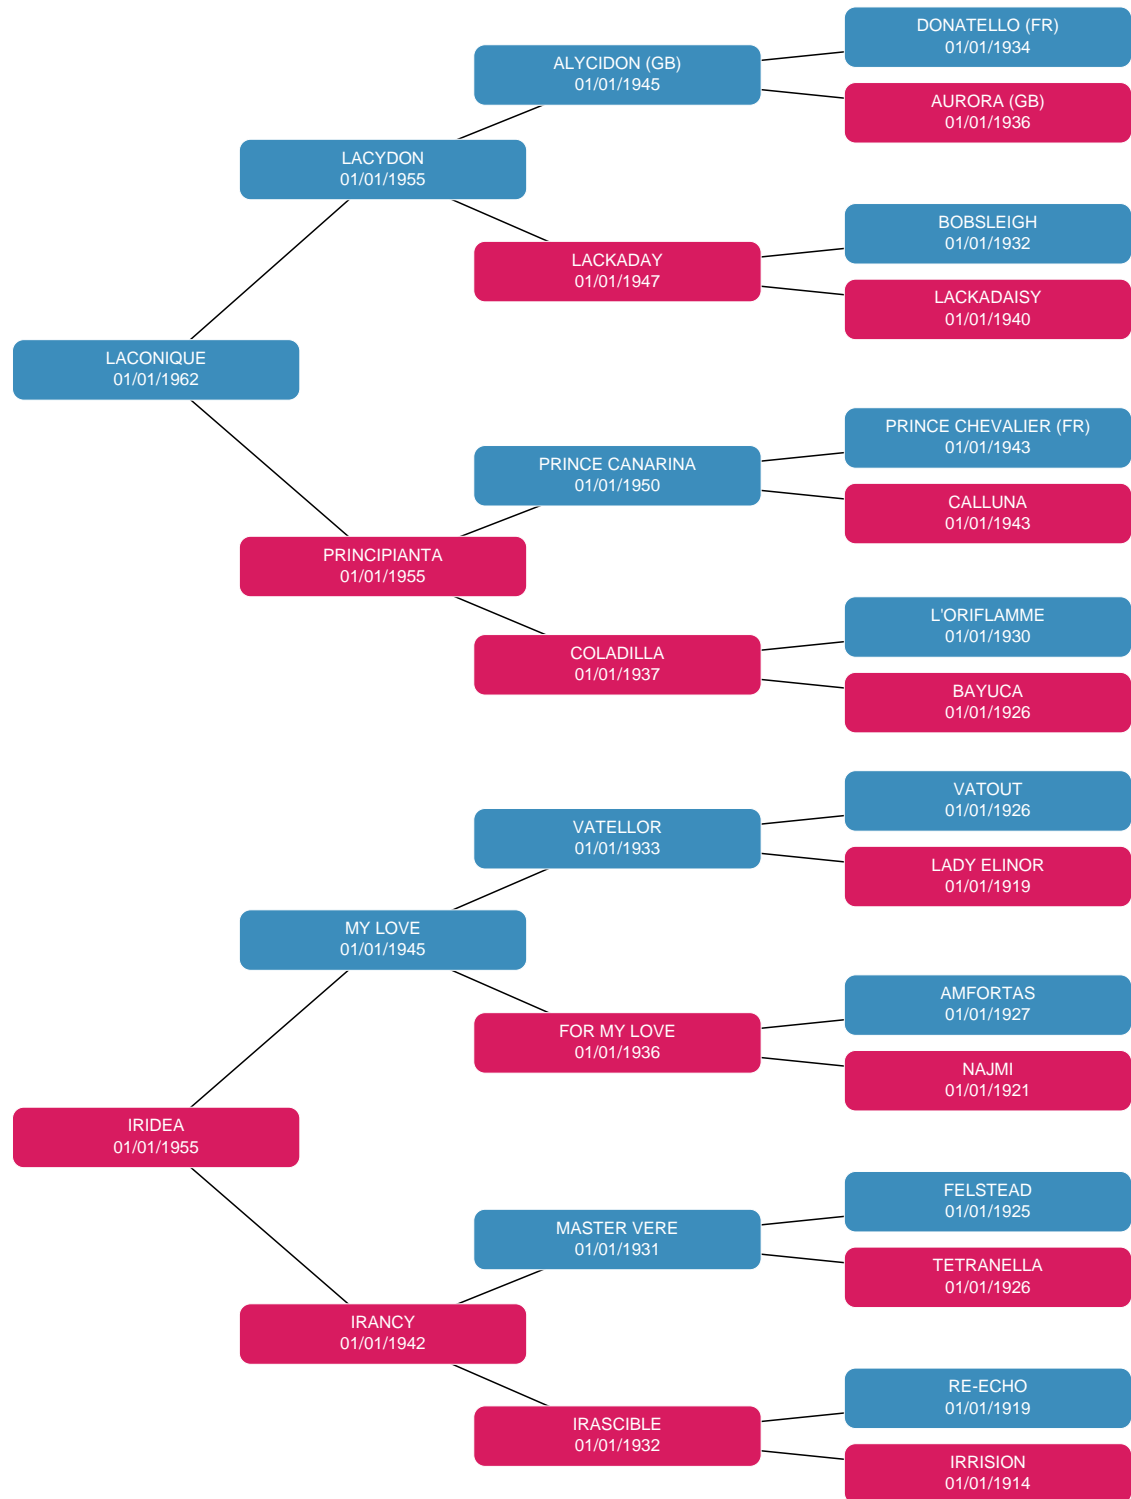 DONATELLO (FR)
01/01/1934
ALYCIDON (GB)
01/01/1945
AURORA (GB)
01/01/1936
LACYDON
01/01/1955
BOBSLEIGH
01/01/1932
LACKADAY
01/01/1947
LACKADAISY
01/01/1940
LACONIQUE
01/01/1962
PRINCE CHEVALIER (FR)
01/01/1943
PRINCE CANARINA
01/01/1950
CALLUNA
01/01/1943
PRINCIPIANTA
01/01/1955
L'ORIFLAMME
01/01/1930
COLADILLA
01/01/1937
BAYUCA
01/01/1926
VATOUT
01/01/1926
VATELLOR
01/01/1933
LADY ELINOR
01/01/1919
MY LOVE
01/01/1945
AMFORTAS
01/01/1927
FOR MY LOVE
01/01/1936
NAJMI
01/01/1921
IRIDEA
01/01/1955
FELSTEAD
01/01/1925
MASTER VERE
01/01/1931
TETRANELLA
01/01/1926
IRANCY
01/01/1942
RE-ECHO
01/01/1919
IRASCIBLE
01/01/1932
IRRISION
01/01/1914